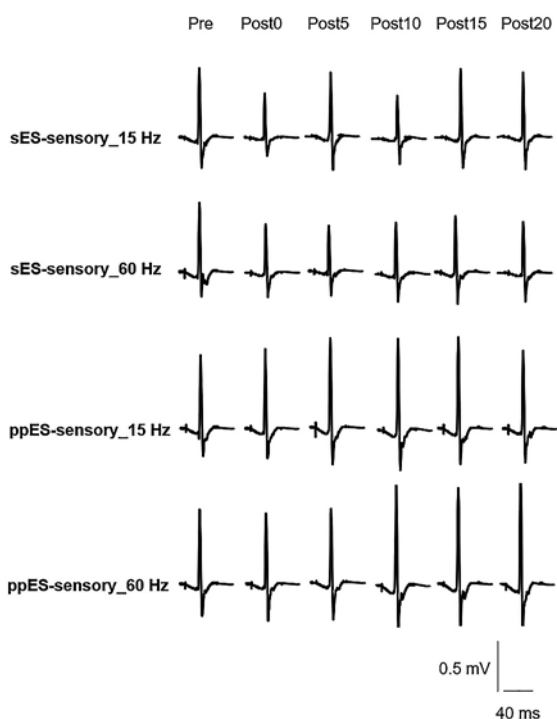 Pre Post0 Post5 Post10 Post15 Post20
sES-sensory_15 Hz
sES-sensory_60 Hz
ppES-sensory_15 Hz
ppES-sensory_60 Hz
0.5 mV
40 ms